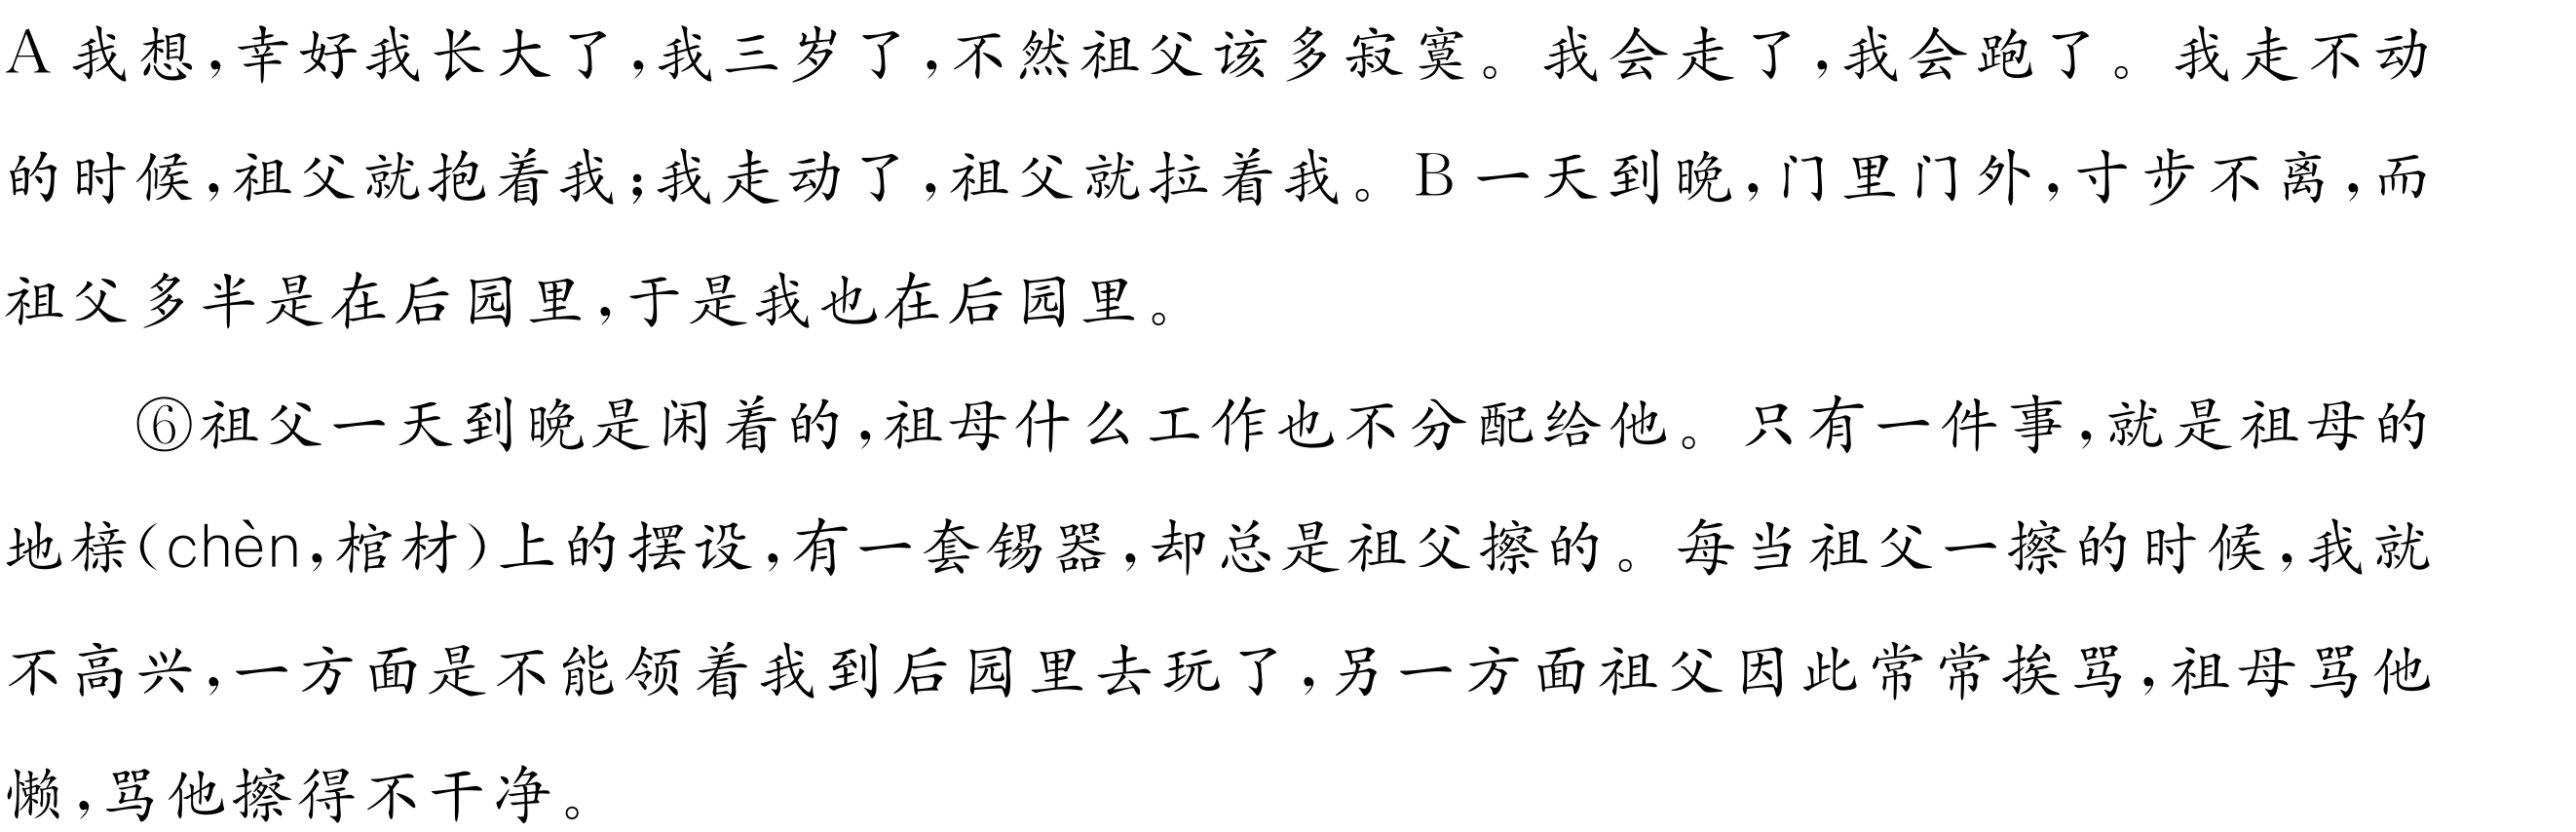 A 我想,幸好我长大了,我三岁了,不然祖父该多寂寞。我会走了,我会跑了。我走不动
的时候,祖父就抱着我;我走动了,祖父就拉着我。B 一天到晚,门里门外,寸步不离,而
祖父多半是在后园里,于是我也在后园里。
⑥祖父一天到晚是闲着的,祖母什么工作也不分配给他。只有一件事,就是祖母的
地榇(chèn,棺材)上的摆设,有一套锡器,却总是祖父擦的。每当祖父一擦的时候,我就
不高兴,一方面是不能领着我到后园里去玩了,另一方面祖父因此常常挨骂,祖母骂他
懒,骂他擦得不干净。